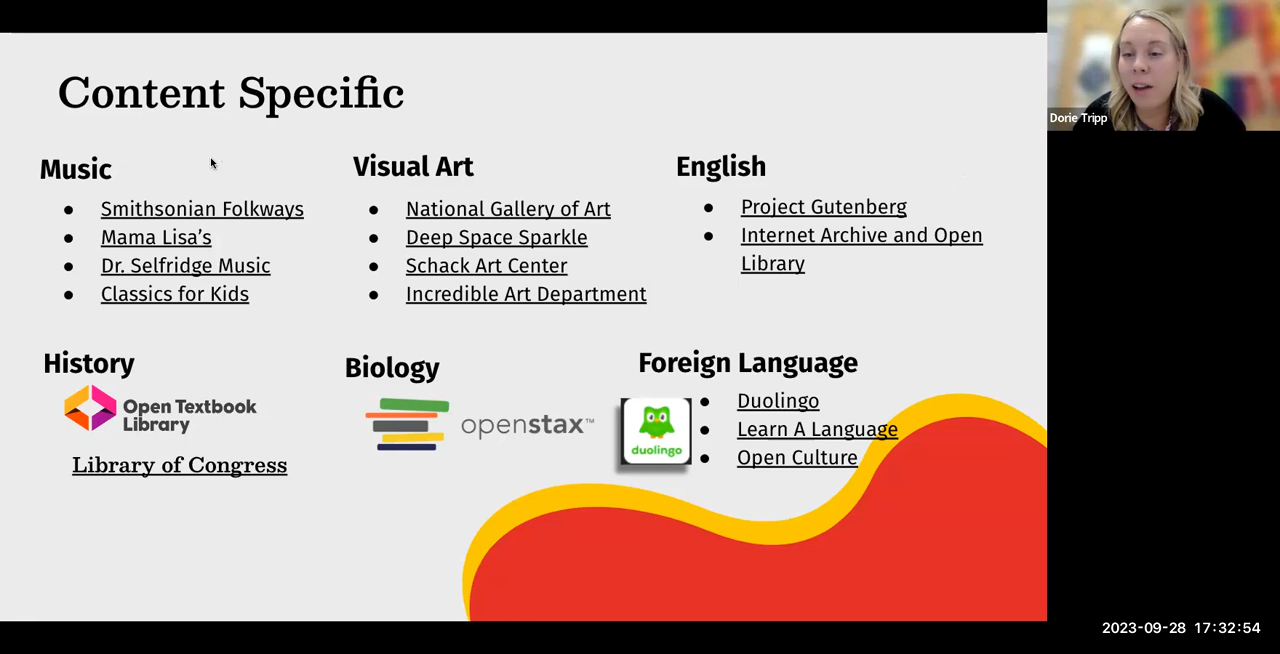 Content Specific
Music
Smithsonian Folkways
Mama Lisa’s
Dr. Selfridge Music
Classics for Kids
Visual Art
National Gallery of Art
Deep Space Sparkle
Schack Art Center
Incredible Art Department
English
Project Gutenberg
Internet Archive and Open
Library
History
Open Textbook
Library
Library of Congress
Biology
openstax™
Foreign Language
duolingo
Duolingo
Learn A Language
Open Culture
Dorie Tripp
2023-09-28 17:32:54